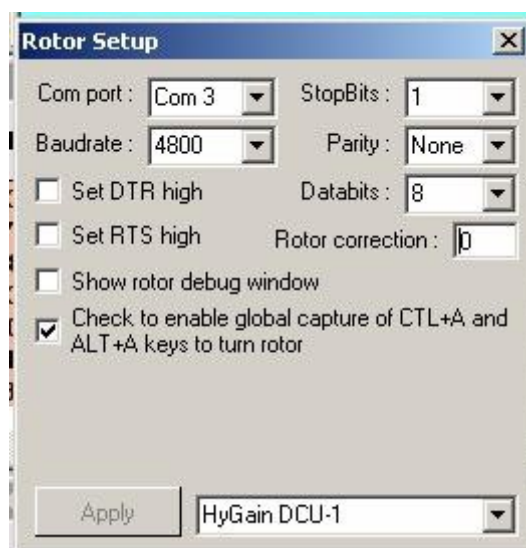 Rotor Setup
Com port : Com 3 StopBits : 1
Baudrate : 4800 Parity : None
Set DTR high Databits : 8
Set RTS high Rotor correction : 0
Show rotor debug window
Check to enable global capture of CTL+A and
ALT+A keys to turn rotor
Apply HyGain DCU-1